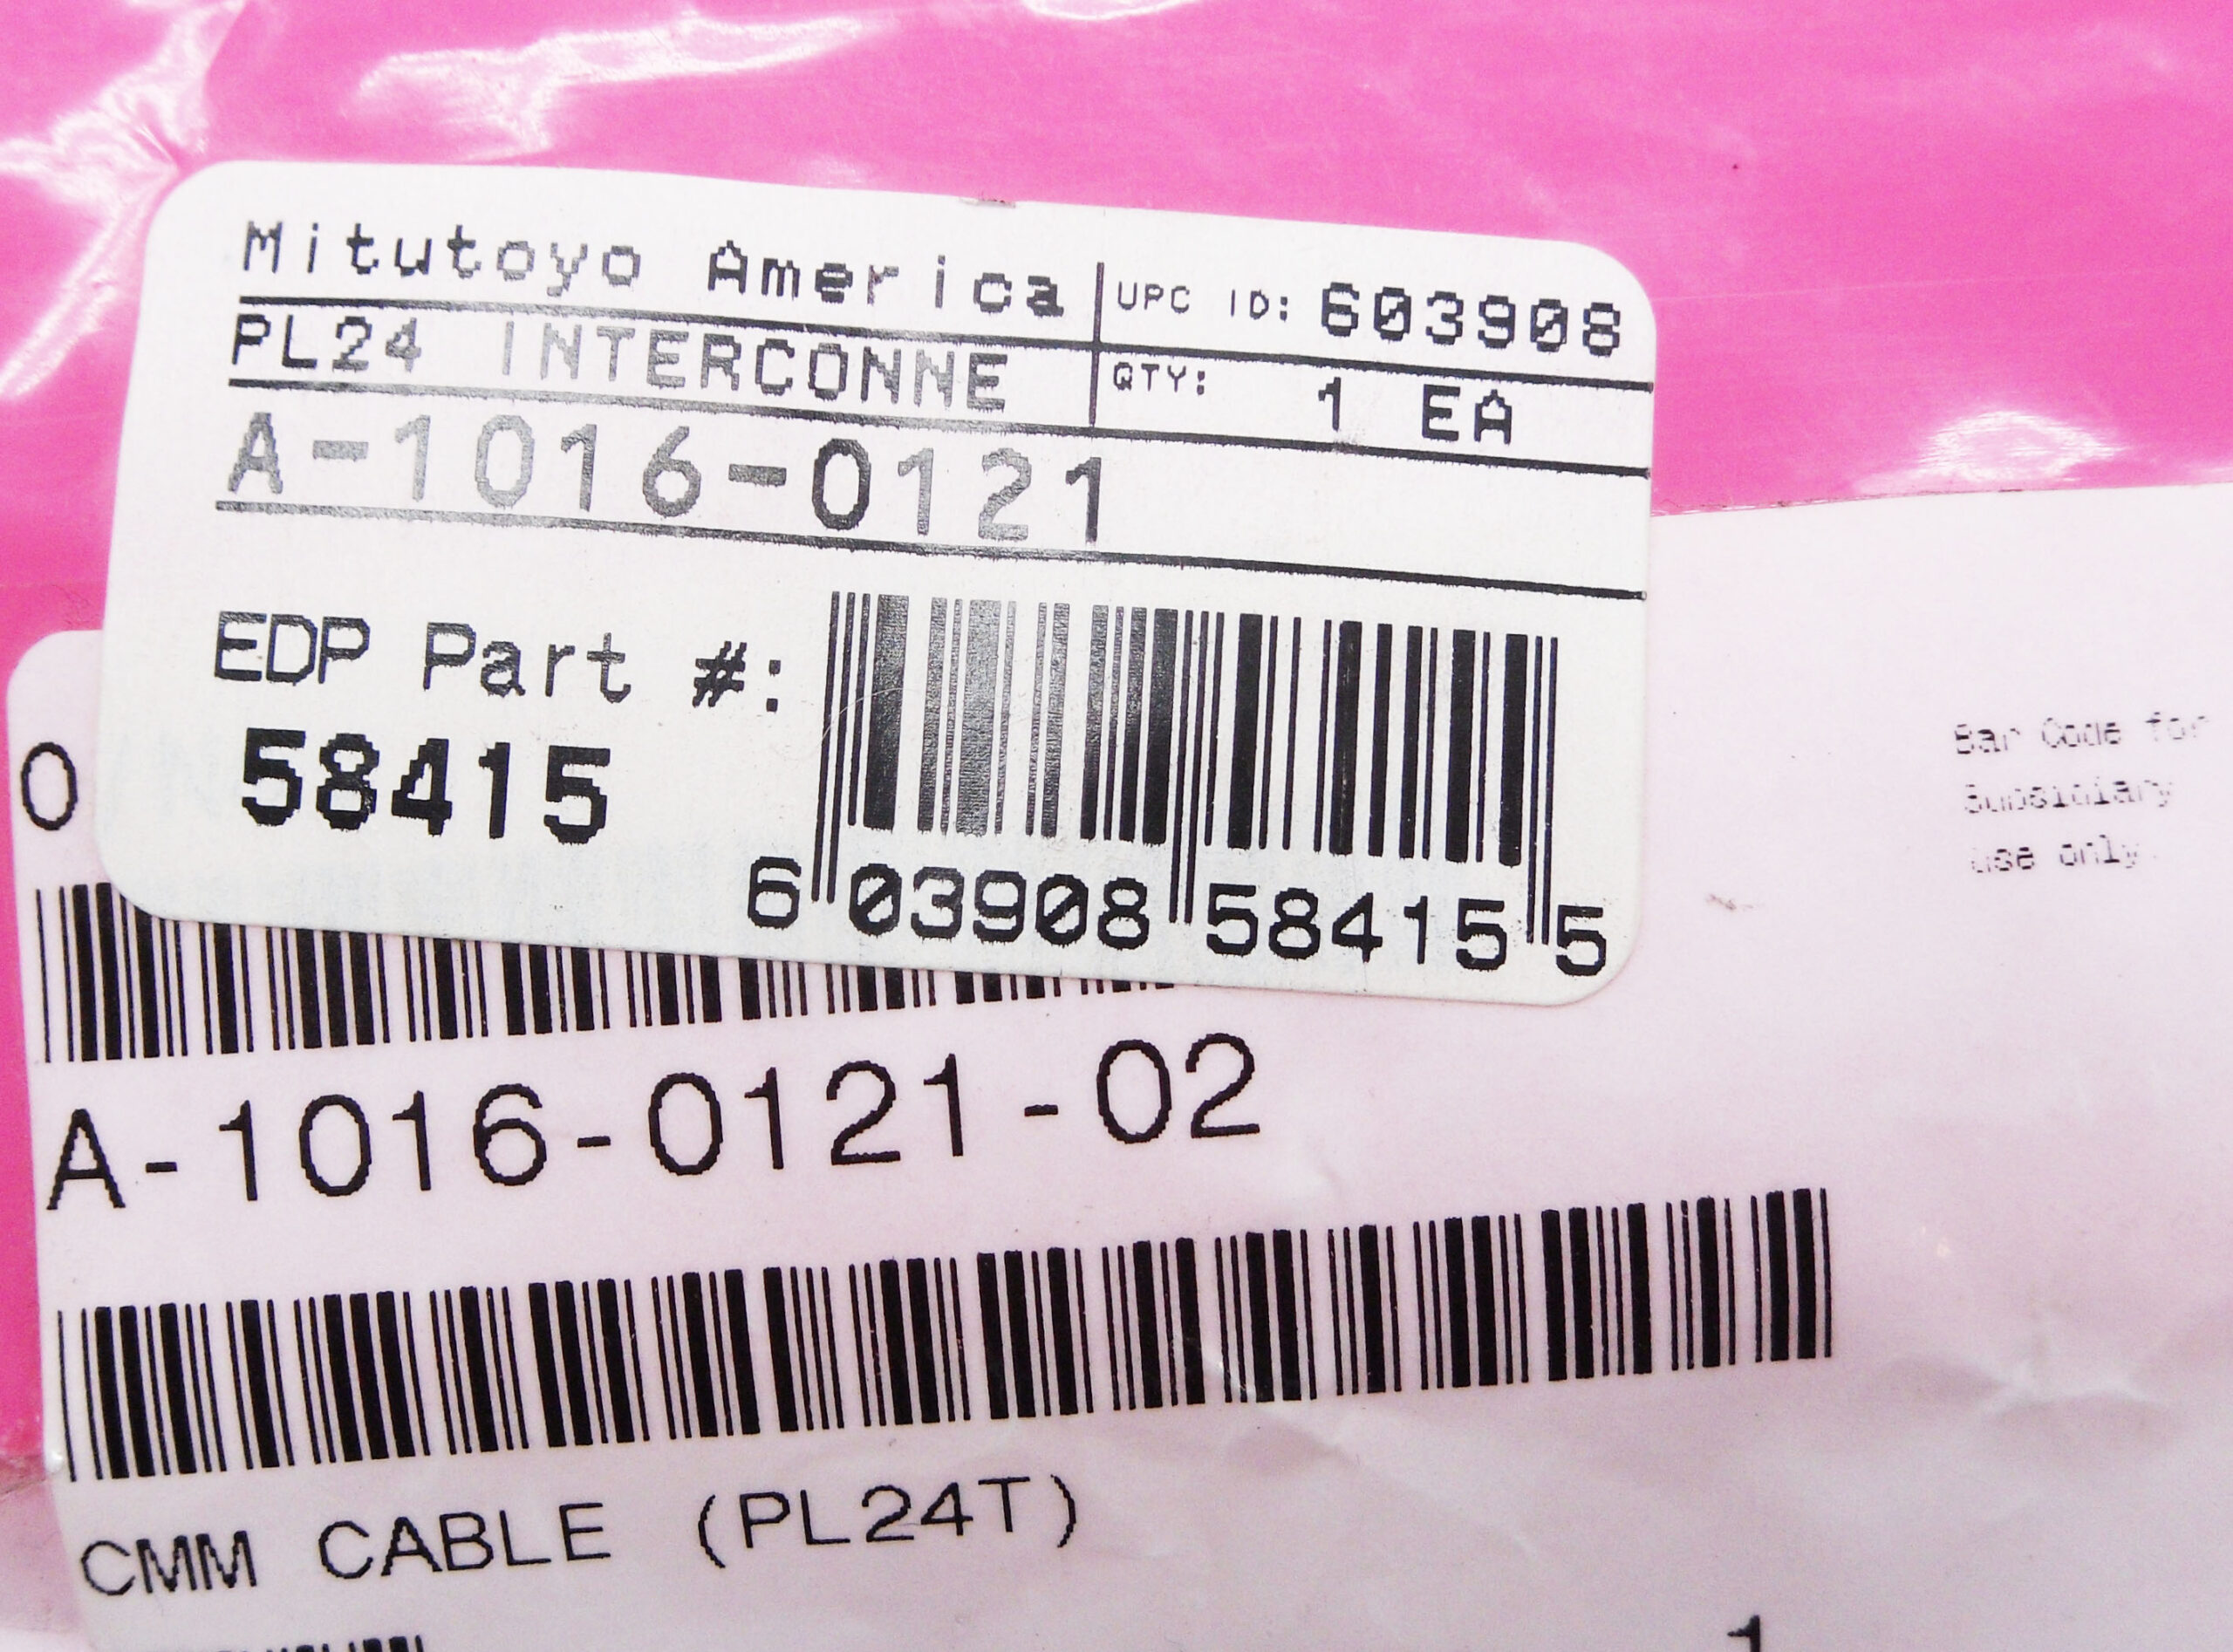 Mitutoyo America
UPC ID: 603908
PL24 INTERCONNE
QTY: 1 EA
A-1016-0121
EDP Part #:
58415
6 03908 58415 5
0
Bar Code for
Subsidiary
use only.
A-1016-0121-02
CMM CABLE (PL24T)
1